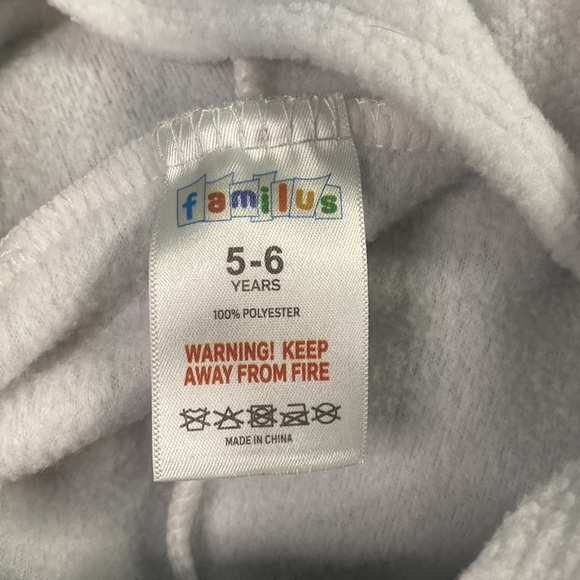 familus
5-6
YEARS
100% POLYESTER
WARNING! KEEP
AWAY FROM FIRE
MADE IN CHINA